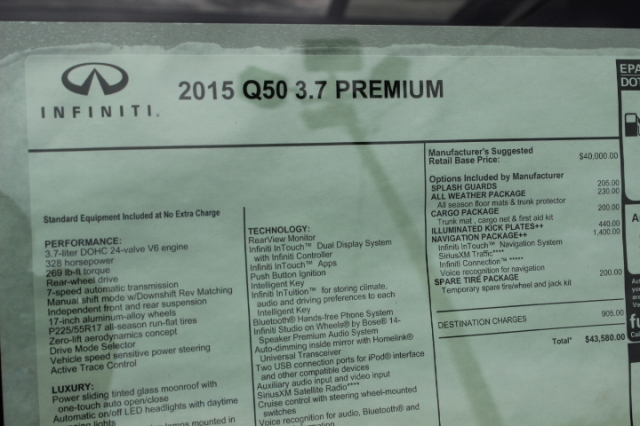 INFINITI.
2015 Q50 3.7 PREMIUM
Standard Equipment Included at No Extra Charge
PERFORMANCE:
3.7-liter DOHC 24-valve V6 engine
328 horsepower
269 lb-ft torque
Rear-wheel drive
7-speed automatic transmission
Manual shift mode w/Downshift Rev Matching
Independent front and rear suspension
17-inch aluminum-alloy wheels
P225/55R17 all-season run-flat tires
Zero-lift aerodynamics concept
Drive Mode Selector
Vehicle speed sensitive power steering
Active Trace Control
LUXURY:
Power sliding tinted glass moonroof with
one-touch auto open/close
Automatic on/off LED headlights with daytime
lights
mounted in
TECHNOLOGY:
RearView Monitor
Infiniti InTouch™ Dual Display System
with Infiniti Controller
Infiniti InTouch™ Apps
Push Button Ignition
Intelligent Key
Infiniti InTuition™ for storing climate,
audio and driving preferences to each
Intelligent Key
Bluetooth® Hands-free Phone System
Infiniti Studio on Wheels® by Bose® 14-
Speaker Premium Audio System
Auto-dimming inside mirror with Homelink®
Universal Transceiver
Two USB connection ports for iPod® interface
and other compatible devices
Auxiliary audio input and video input
SiriusXM Satellite Radio****
Cruise control with steering wheel-mounted
switches
Voice recognition for audio, Bluetooth® and
Manufacturer's Suggested
Retail Base Price: $40,000.00
Options Included by Manufacturer
SPLASH GUARDS 205.00
ALL WEATHER PACKAGE 230.00
All season floor mats & trunk protector
CARGO PACKAGE 200.00
Trunk mat, cargo net & first aid kit
ILLUMINATED KICK PLATES++ 440.00
NAVIGATION PACKAGE++ 1,400.00
Infiniti InTouch™ Navigation System
SiriusXM Traffic****
Infiniti Connection™ *****
Voice recognition for navigation
SPARE TIRE PACKAGE 200.00
Temporary spare tire/wheel and jack kit
DESTINATION CHARGES 905.00
Total* $43,580.00
EPA
DOT